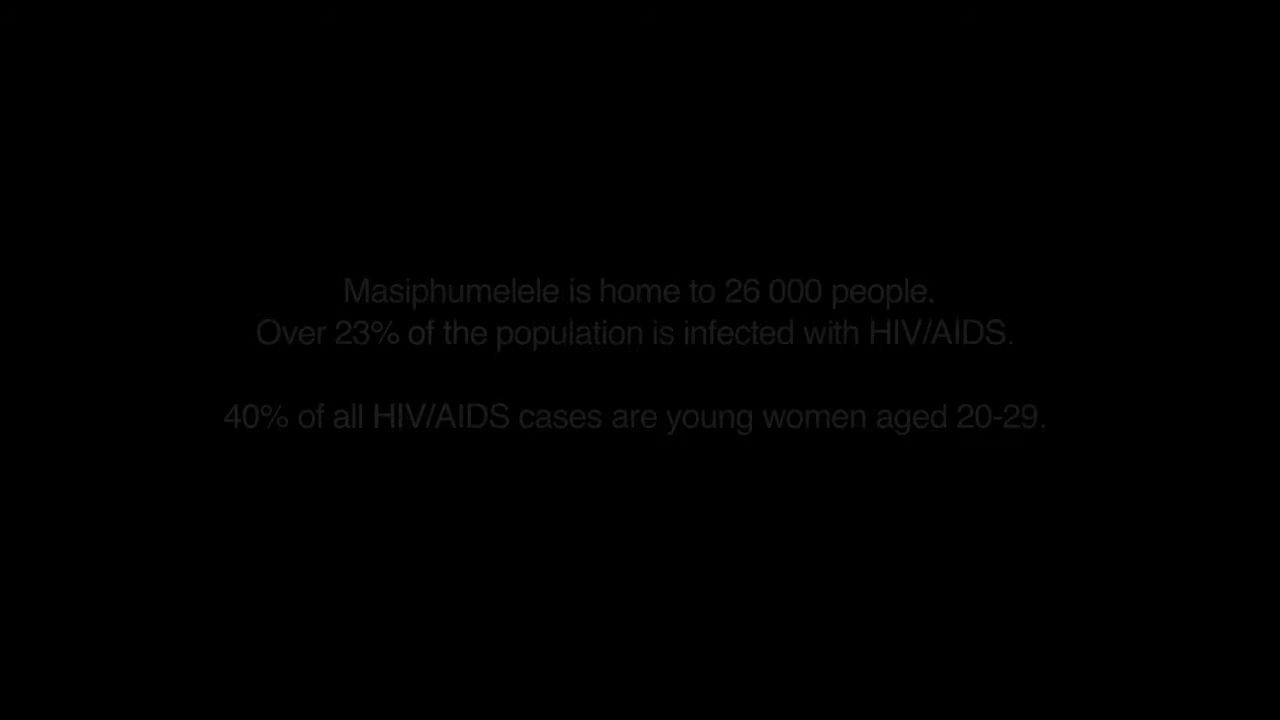 Masiphumelele is home to 26 000 people.
Over 23% of the population is infected with HIV/AIDS.
40% of all HIV/AIDS cases are young women aged 20-29.